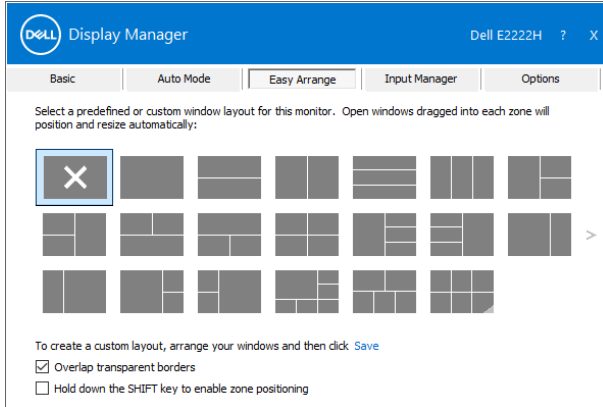 DELL Display Manager Dell E2222H ? X
Basic Auto Mode Easy Arrange Input Manager Options
Select a predefined or custom window layout for this monitor. Open windows dragged into each zone will
position and resize automatically:
>
To create a custom layout, arrange your windows and then click Save
Overlap transparent borders
Hold down the SHIFT key to enable zone positioning